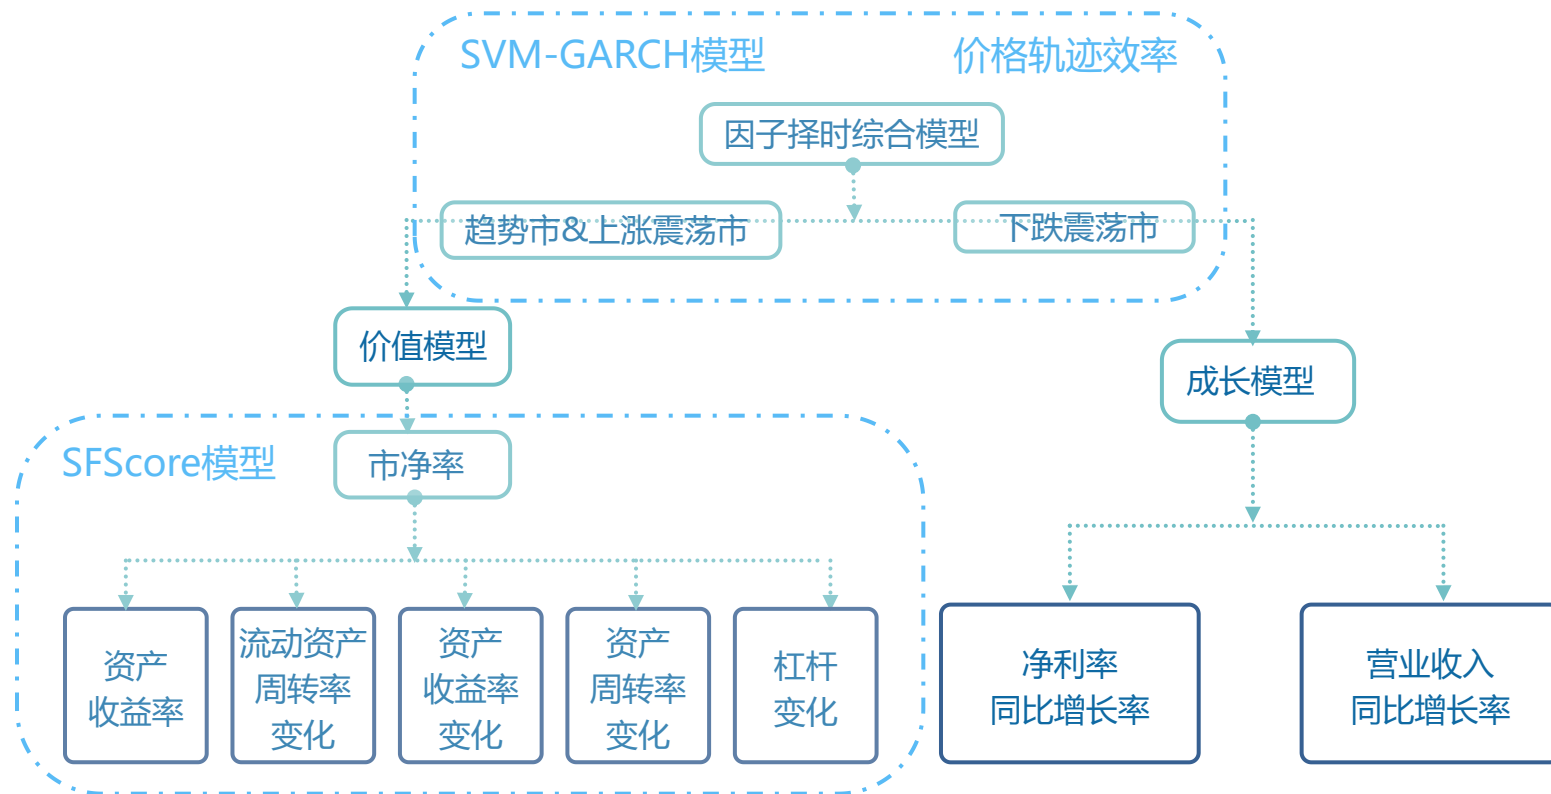 SVM-GARCH模型
价格轨迹效率
因子择时综合模型
趋势市&上涨震荡市
下跌震荡市
价值模型
成长模型
SFScore模型
市净率
资产
收益率
流动资产
周转率
变化
资产
收益率
变化
资产
周转率
变化
杠杆
变化
净利率
同比增长率
营业收入
同比增长率